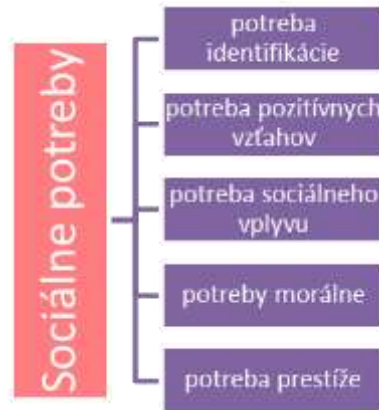 Sociálne potreby
potreba
identifikácie
potreba pozitívnych
vzťahov
potreba sociálneho
vplyvu
potreby morálne
potreba prestíže